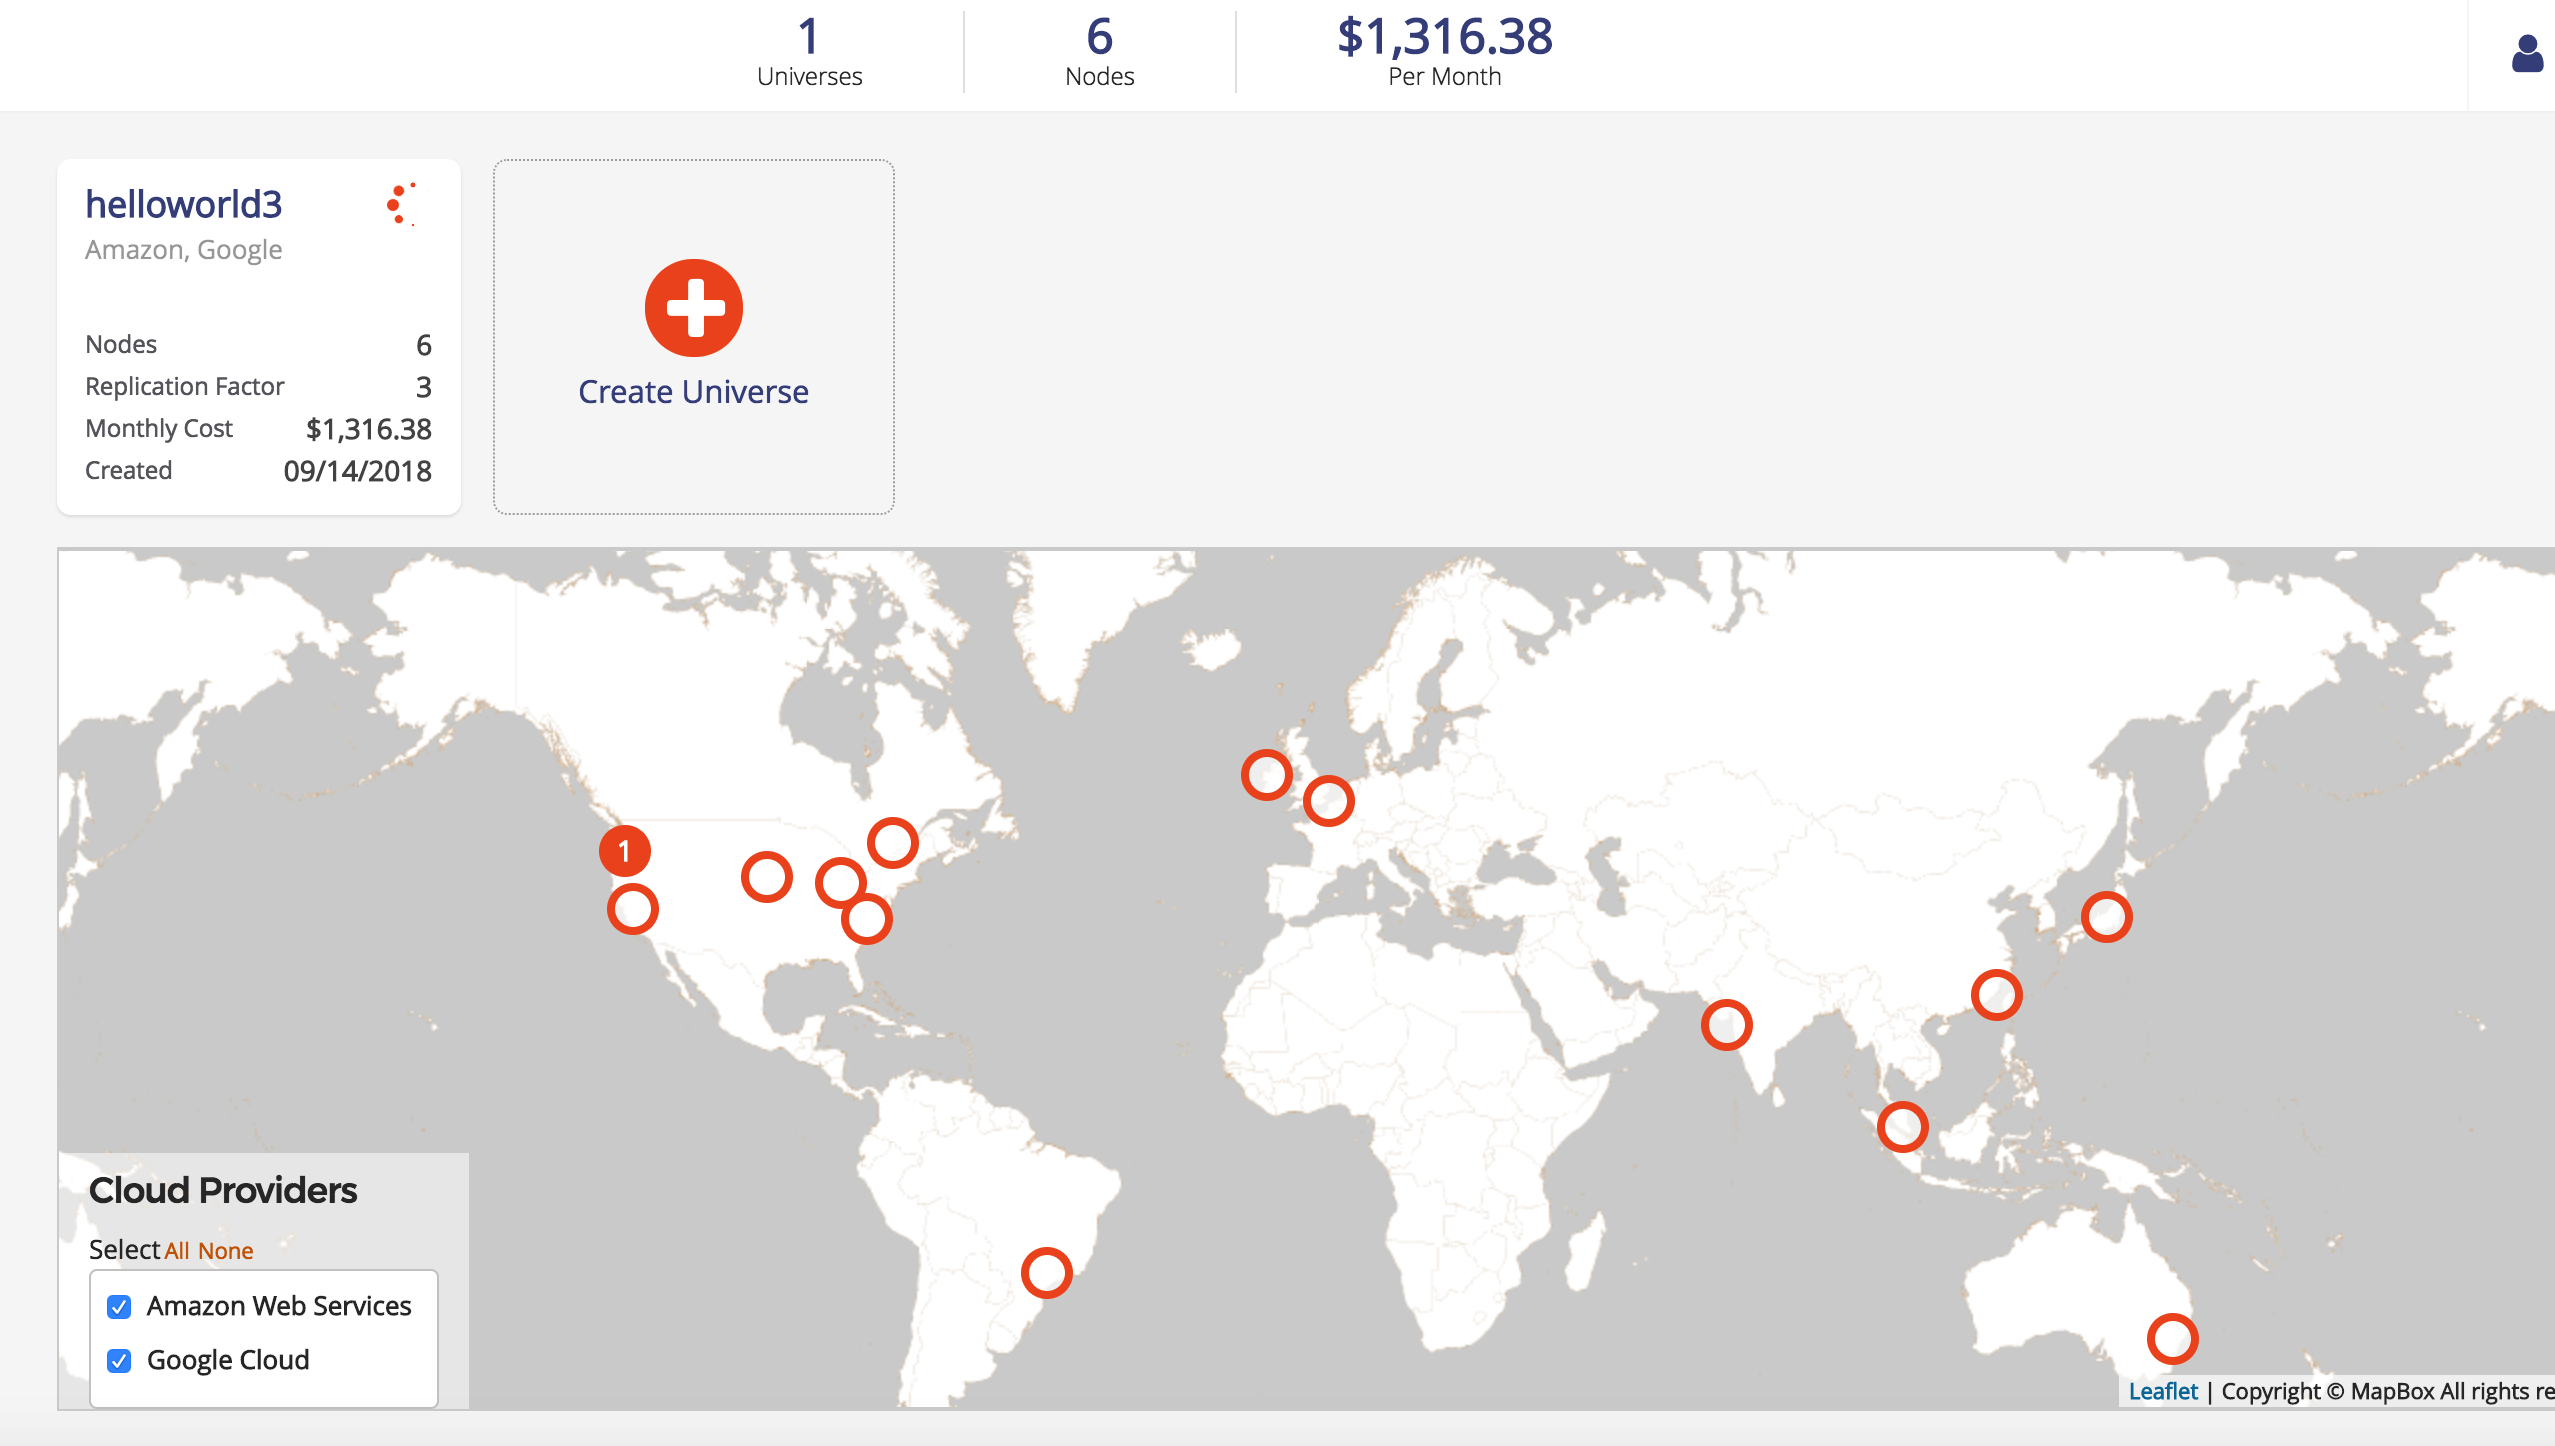 1
Universes
6
Nodes
$1,316.38
Per Month
helloworld3
Amazon, Google
Nodes 6
Replication Factor 3
Monthly Cost $1,316.38
Created 09/14/2018
Create Universe
1
Cloud Providers
Select All None
Amazon Web Services
Google Cloud
Leaflet | Copyright © MapBox All rights re